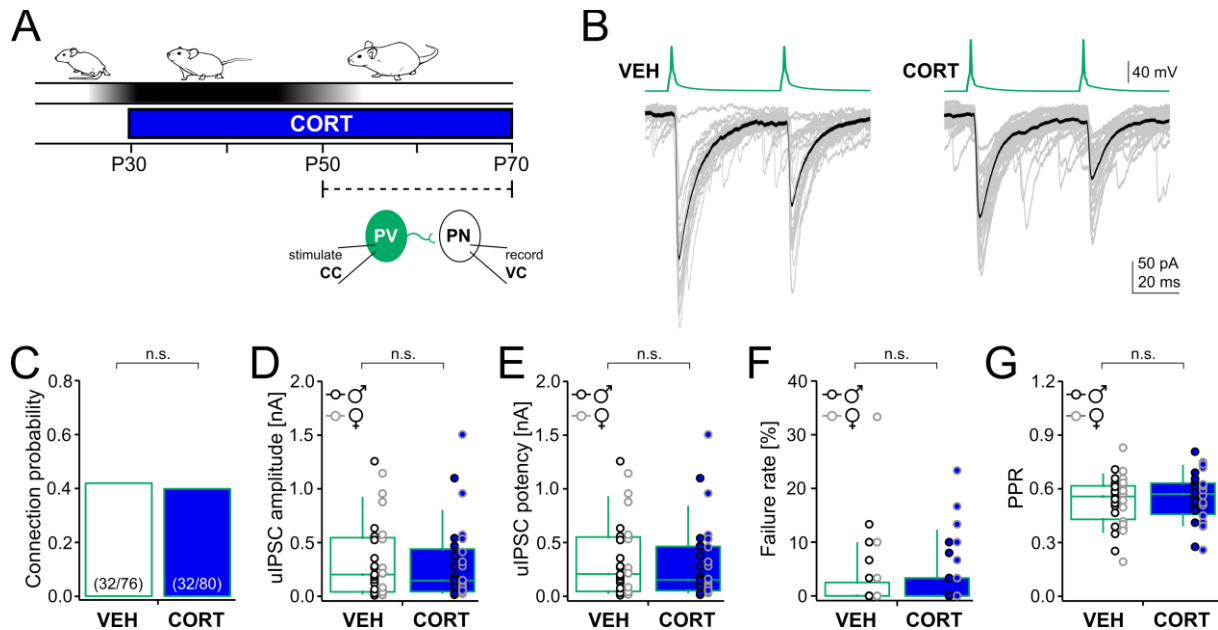 A
CORT
P30 P50 P70
PV PN
stimulate record
CC VC
B
VEH CORT
40 mV
50 pA
20 ms
C
n.s.
Connection probability
0.8
0.6
0.4
0.2
0.0
(32/76) (32/80)
VEH CORT
D
n.s.
uIPSC amplitude [nA]
2.0
1.5
1.0
0.5
0.0
♂
♀
VEH CORT
E
n.s.
uIPSC potency [nA]
2.0
1.5
1.0
0.5
0.0
♂
♀
VEH CORT
F
n.s.
Failure rate [%]
40
30
20
10
0
♂
♀
VEH CORT
G
n.s.
PPR
1.2
0.9
0.6
0.3
0.0
♂
♀
VEH CORT